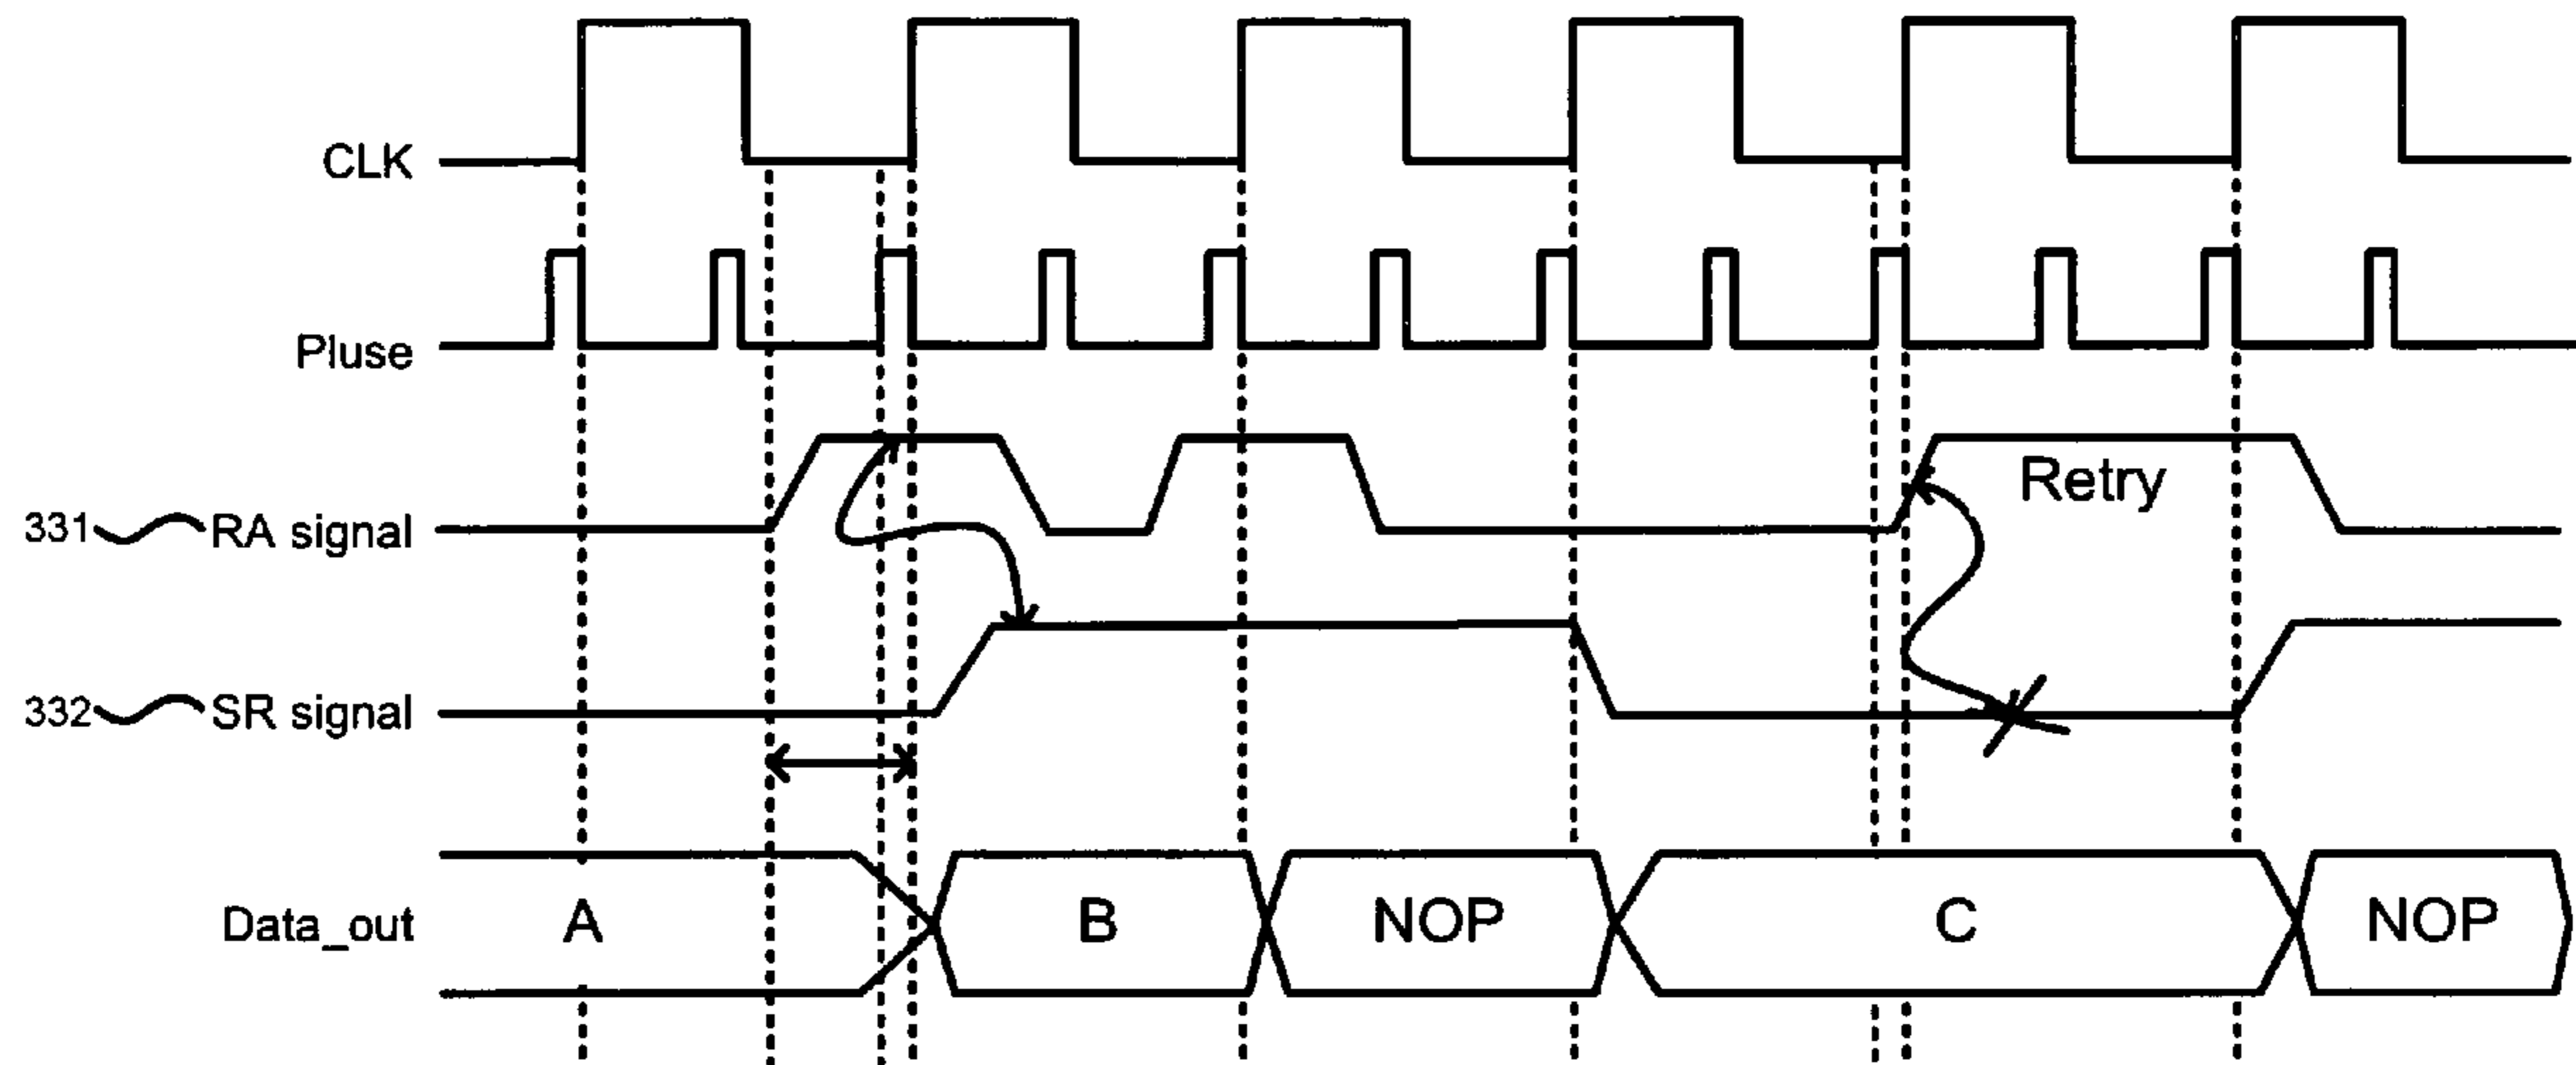 CLK
Pluse
331 RA signal
Retry
332 SR signal
Data_out A B NOP C NOP